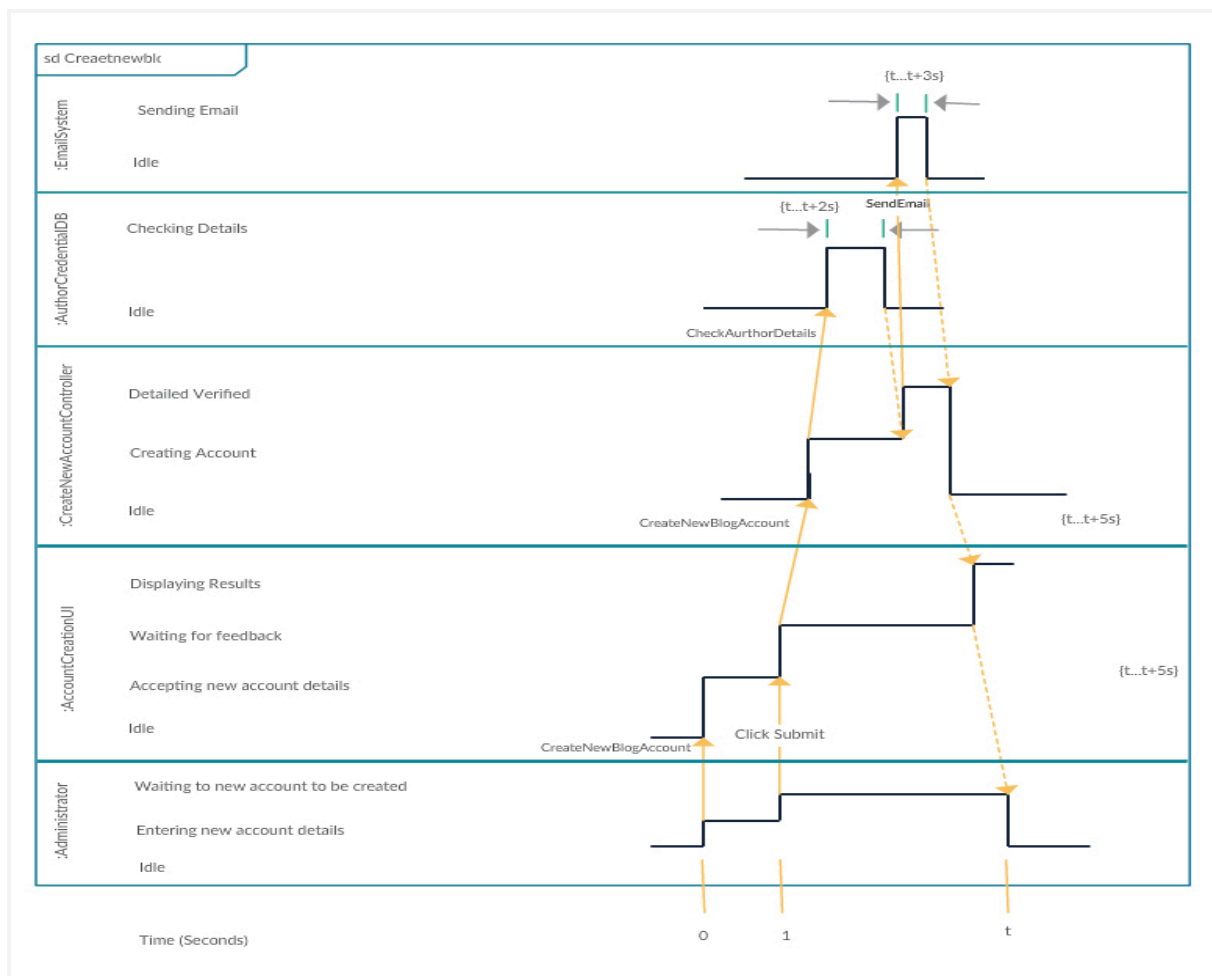 sd Creaetnewblc
:EmailSystem
Sending Email
Idle
{t...t+3s}
:AuthorCredentialDB
Checking Details
Idle
{t...t+2s}
SendEmail
CheckAurthorDetails
:CreateNewAccountController
Detailed Verified
Creating Account
Idle
CreateNewBlogAccount
{t...t+5s}
:AccountCreationUI
Displaying Results
Waiting for feedback
Accepting new account details
Idle
{t...t+5s}
Click Submit
CreateNewBlogAccount
:Administrator
Waiting to new account to be created
Entering new account details
Idle
Time (Seconds)
0
1
t